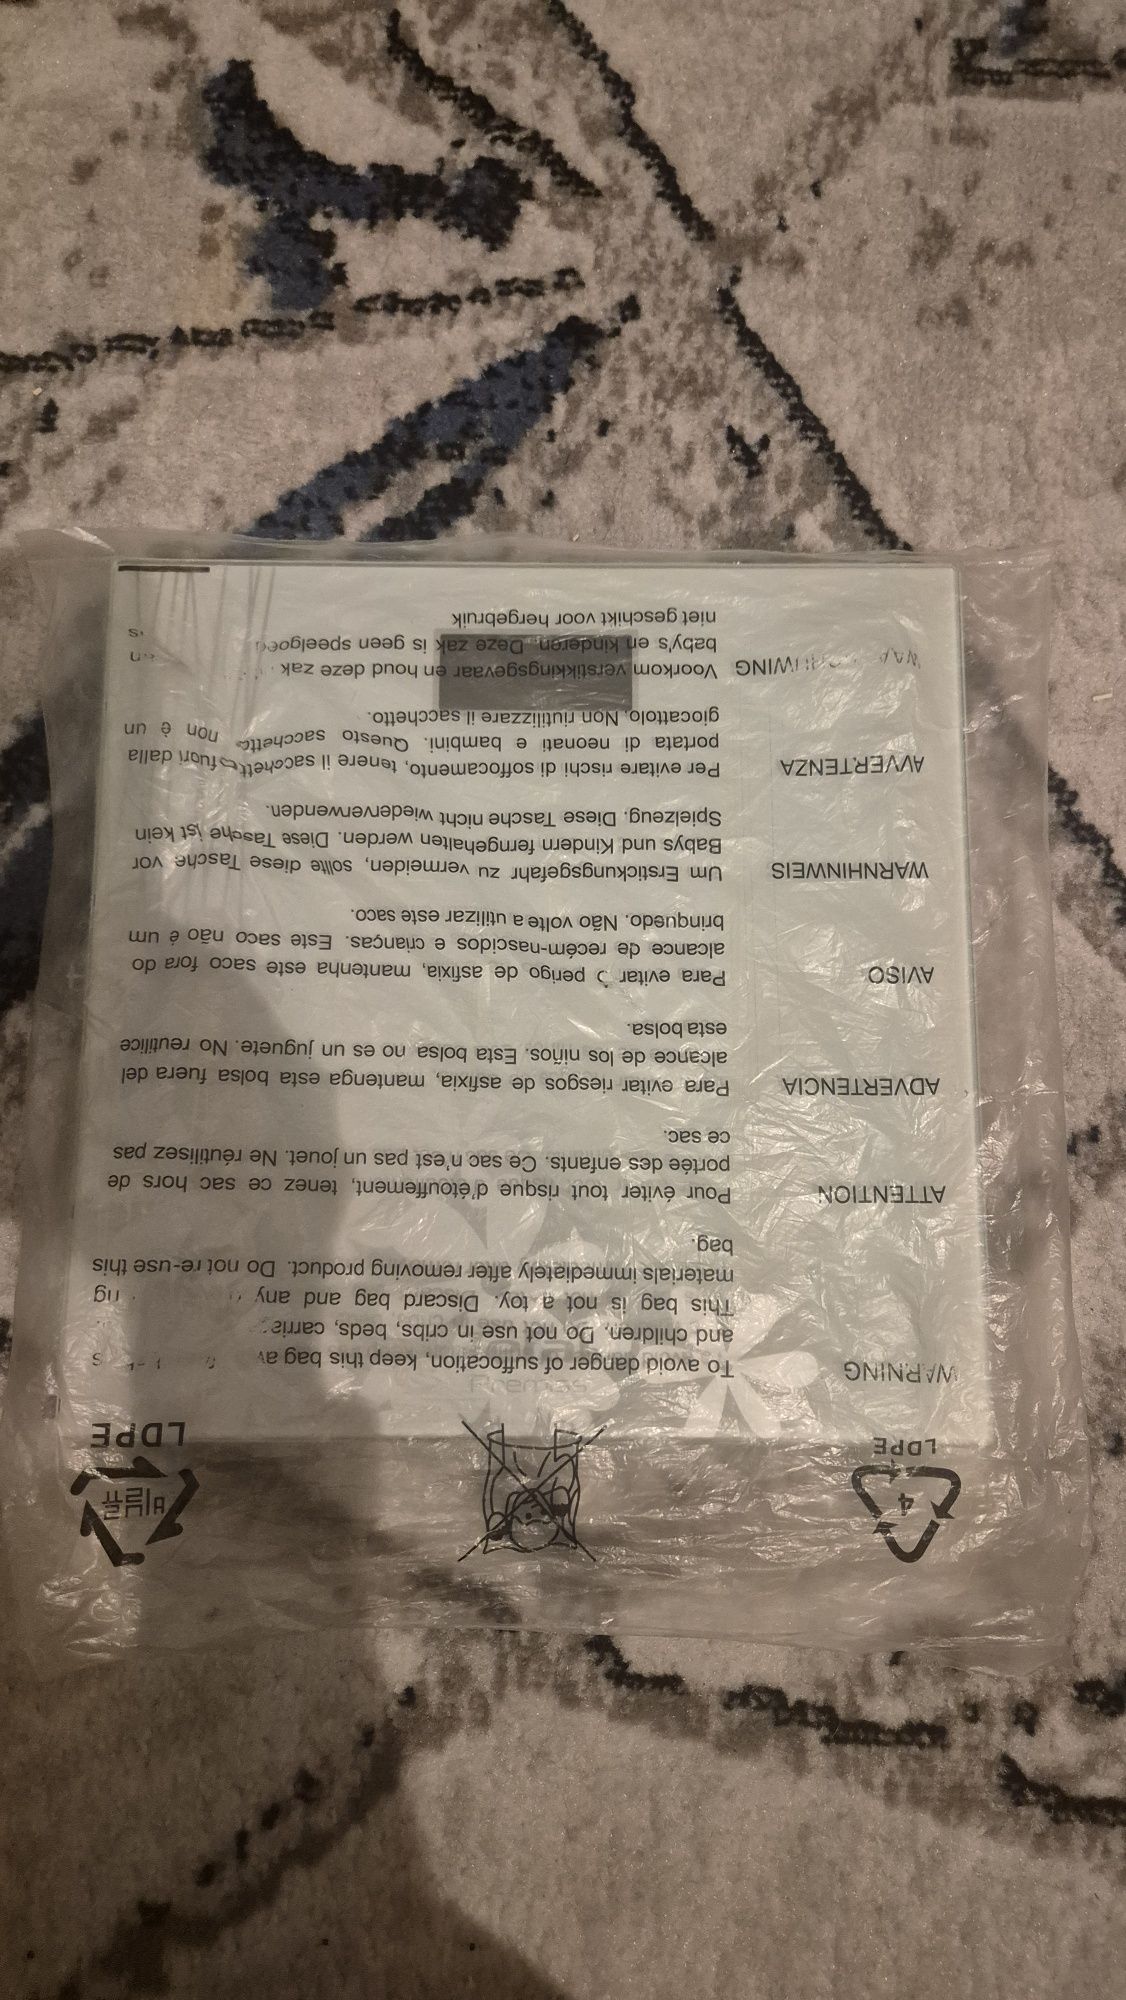 4
LDPE
비닐류
LDPE
WARNING
To avoid danger of suffocation, keep this bag
and children. Do not use in cribs, beds,
This bag is not a toy. Discard bag and any
materials immediately after removing product. Do not re-use this
bag.
ATTENTION
Pour éviter tout risque d'étouffement, tenez ce sac hors de
portée des enfants. Ce sac n'est pas un jouet. Ne réutilisez pas
ce sac.
ADVERTENCIA
Para evitar riesgos de asfixia, mantenga esta bolsa fuera del
alcance de los niños. Esta bolsa no es un juguete. No reutilice
esta bolsa.
AVISO
Para evitar o perigo de asfixia, mantenha este saco fora do
alcance de recém-nascidos e crianças. Este saco não é um
brinquedo. Não volte a utilizar este saco.
WARNHINWEIS
Um Erstickungsgefahr zu vermeiden, sollte diese Tasche vor
Babys und Kindern ferngehalten werden. Diese Tasche ist kein
Spielzeug. Diese Tasche nicht wiederverwenden.
AVVERTENZA
Per evitare rischi di soffocamento, tenere il sacchetto fuori dalla
portata di neonati e bambini. Questo sacchetto non è un
giocattolo. Non riutilizzare il sacchetto.
Voorkom verstikkingsgevaar en houd deze zak
baby's en kinderen. Deze zak is geen speelgoed
niet geschikt voor hergebruik